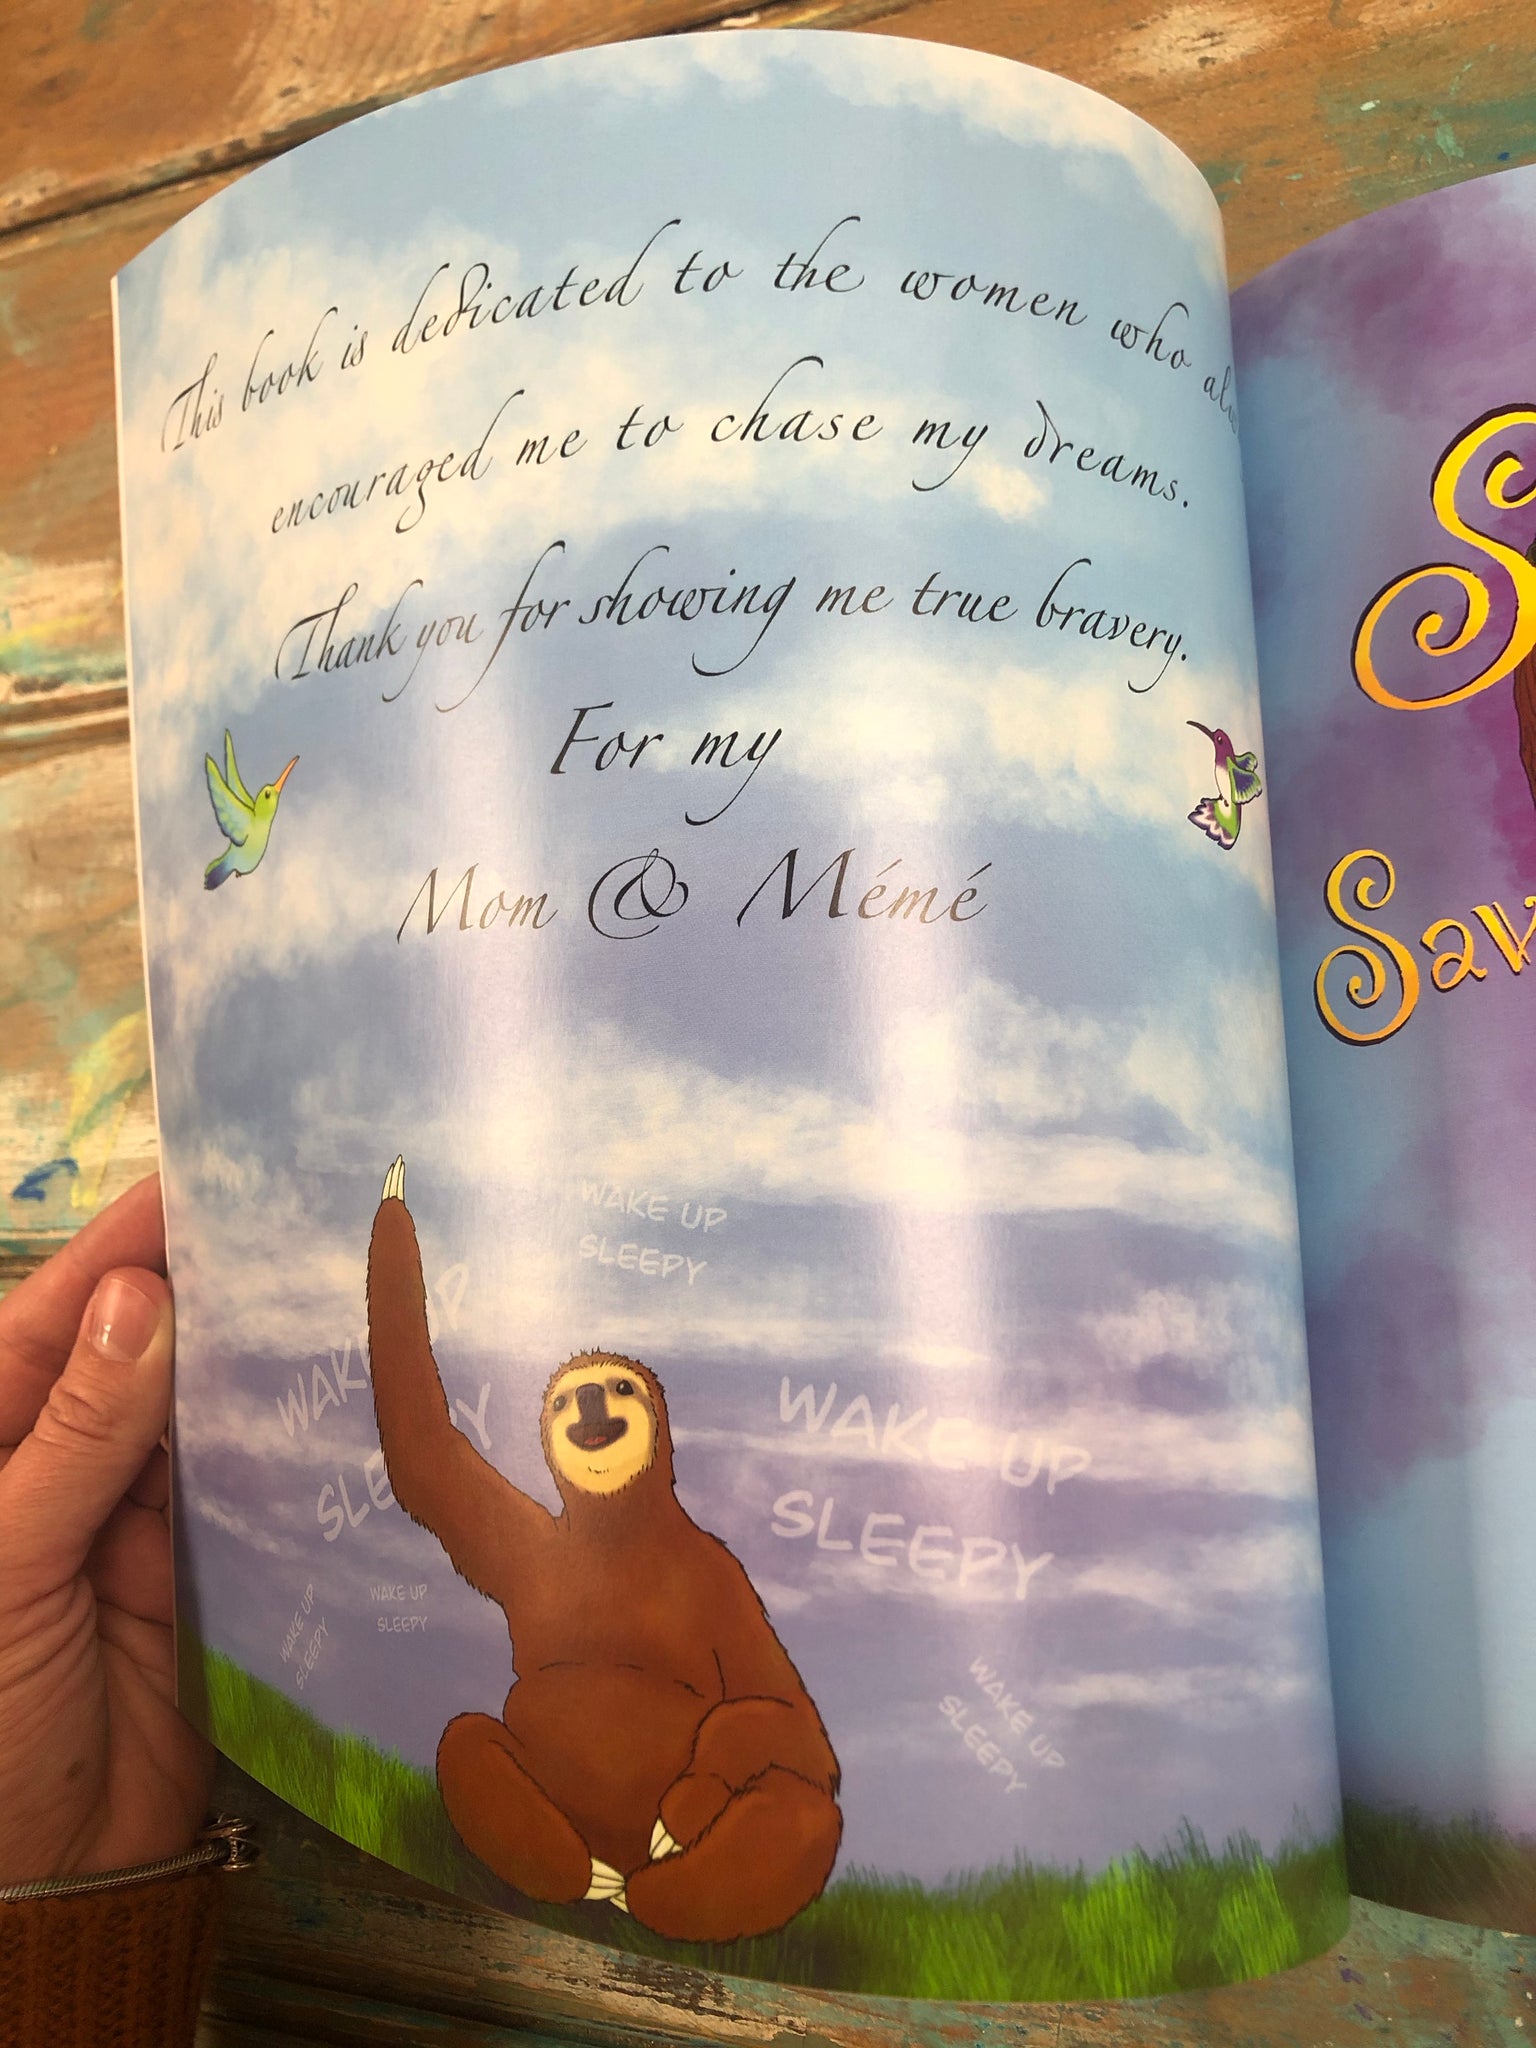 This book is dedicated to the women who
encouraged me to chase my dreams.
Thank you for showing me true bravery.
For my
Mom & Mémé
WAKE UP
SLEEPY
WAKE UP
SLEEPY
WAKE UP
SLEEPY
WAKE UP
SLEEPY
WAKE UP
SLEEPY
WAKE UP
SLEEPY